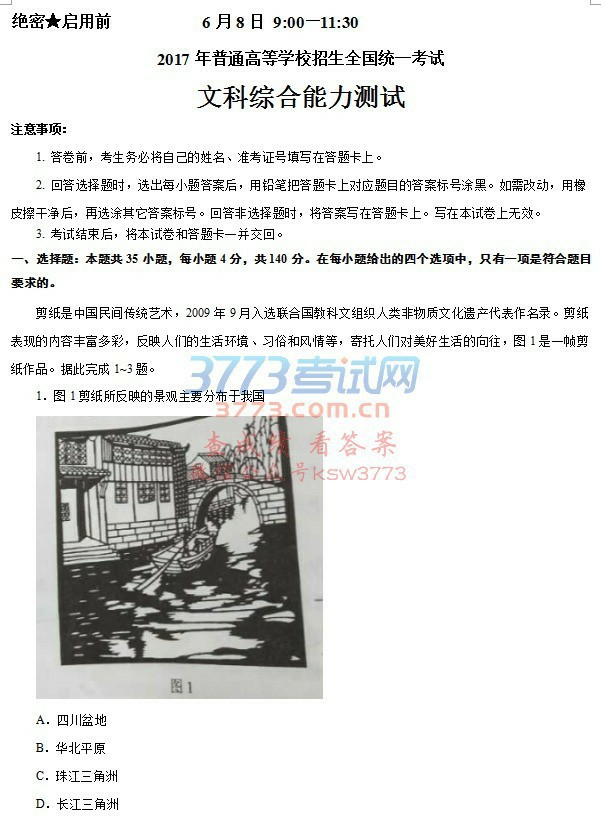 绝密★启用前 6月8日 9:00—11:30
2017年普通高等学校招生全国统一考试
文科综合能力测试
注意事项:
1. 答卷前,考生务必将自己的姓名、准考证号填写在答题卡上。
2. 回答选择题时,选出每小题答案后,用铅笔把答题卡上对应题目的答案标号涂黑。如需改动,用橡
皮擦干净后,再选涂其它答案标号。回答非选择题时,将答案写在答题卡上。写在本试卷上无效。
3. 考试结束后,将本试卷和答题卡一并交回。
一、选择题:本题共35小题,每小题4分,共140分。在每小题给出的四个选项中,只有一项是符合题目
要求的。
剪纸是中国民间传统艺术,2009年9月入选联合国教科文组织人类非物质文化遗产代表作名录。剪纸
表现的内容丰富多彩,反映人们的生活环境、习俗和风情等,寄托人们对美好生活的向往,图1是一帧剪
纸作品。据此完成1~3题。
3773考试网
1. 图1剪纸所反映的景观主要分布于我国
3773.com.cn
查成绩 看答案
微信公众号ksw3773
图1
A. 四川盆地
B. 华北平原
C. 珠江三角洲
D. 长江三角洲